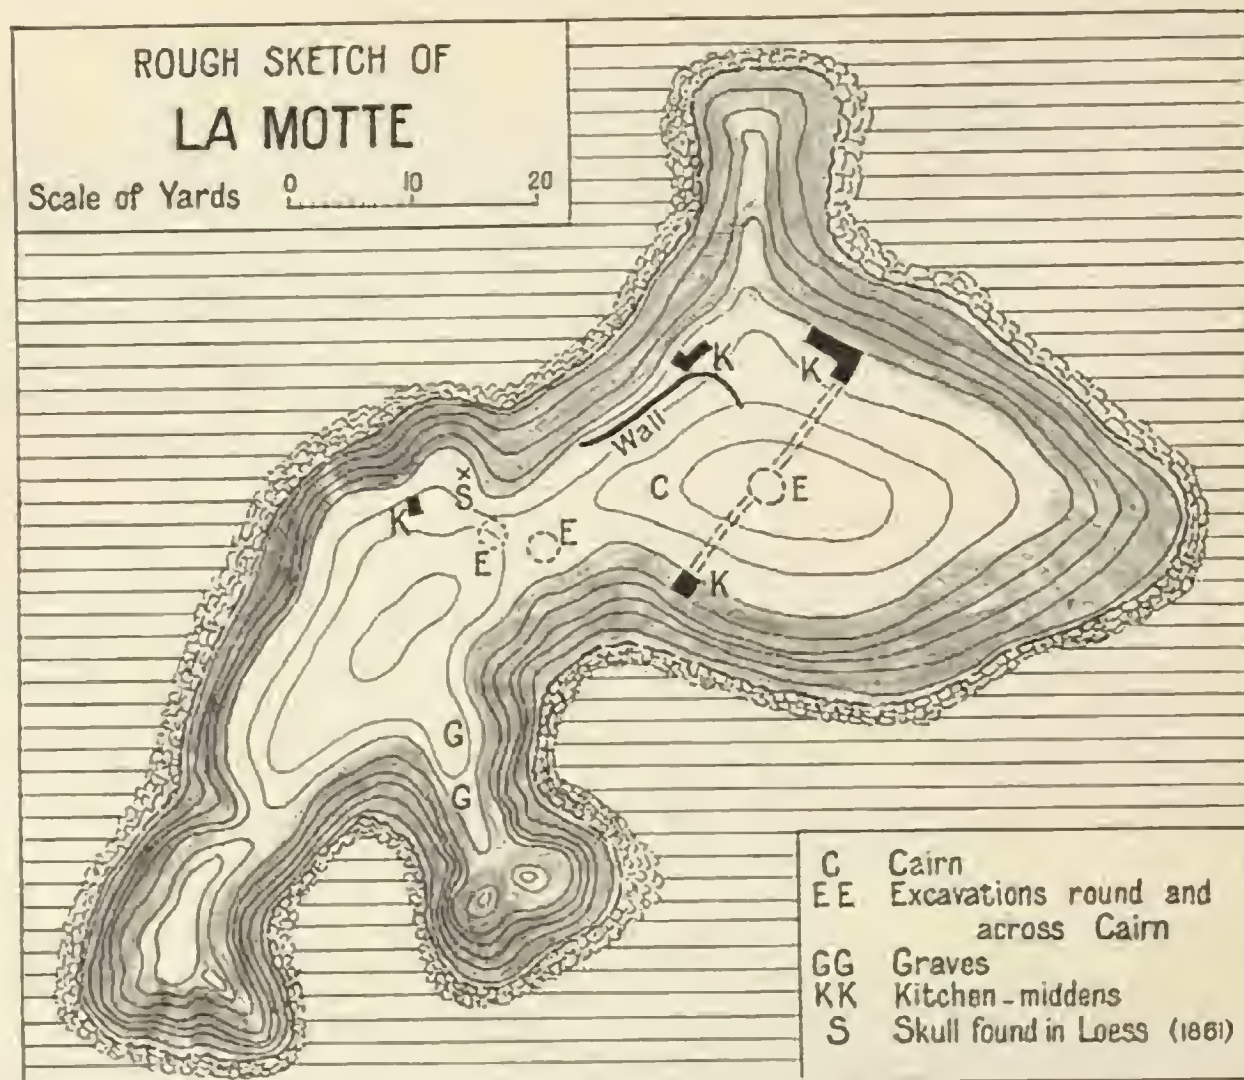 ROUGH SKETCH OF
LA MOTTE
Scale of Yards 0 10 20
K
K
Wall
C
E
S
K
E
E
K
G
G
C Cairn
EE Excavations round and
across Cairn
GG Graves
KK Kitchen-middens
S Skull found in Loess (1861)